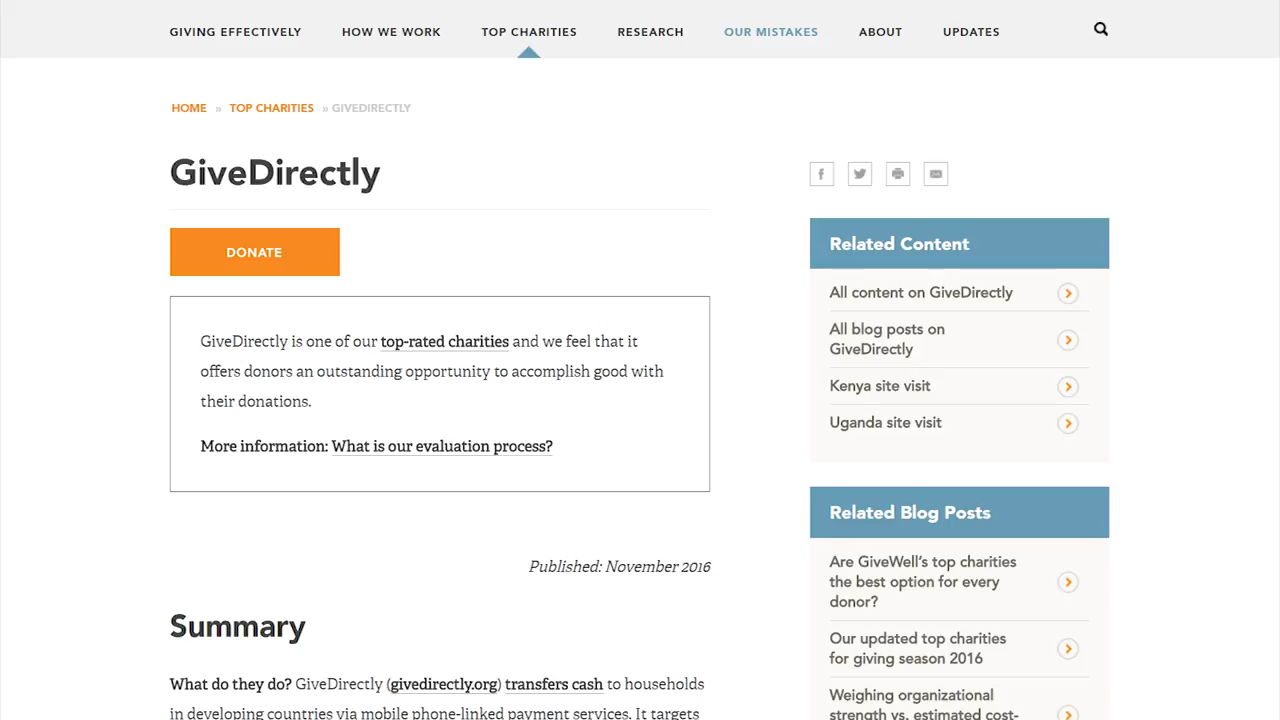 GIVING EFFECTIVELY HOW WE WORK TOP CHARITIES RESEARCH OUR MISTAKES ABOUT UPDATES
HOME » TOP CHARITIES » GIVEDIRECTLY
GiveDirectly
DONATE
GiveDirectly is one of our top-rated charities and we feel that it
offers donors an outstanding opportunity to accomplish good with
their donations.
More information: What is our evaluation process?
Published: November 2016
Summary
What do they do? GiveDirectly (givedirectly.org) transfers cash to households
in developing countries via mobile phone-linked payment services. It targets
Related Content
All content on GiveDirectly
All blog posts on
GiveDirectly
Kenya site visit
Uganda site visit
Related Blog Posts
Are GiveWell's top charities
the best option for every
donor?
Our updated top charities
for giving season 2016
Weighing organizational
strength vs. estimated cost-